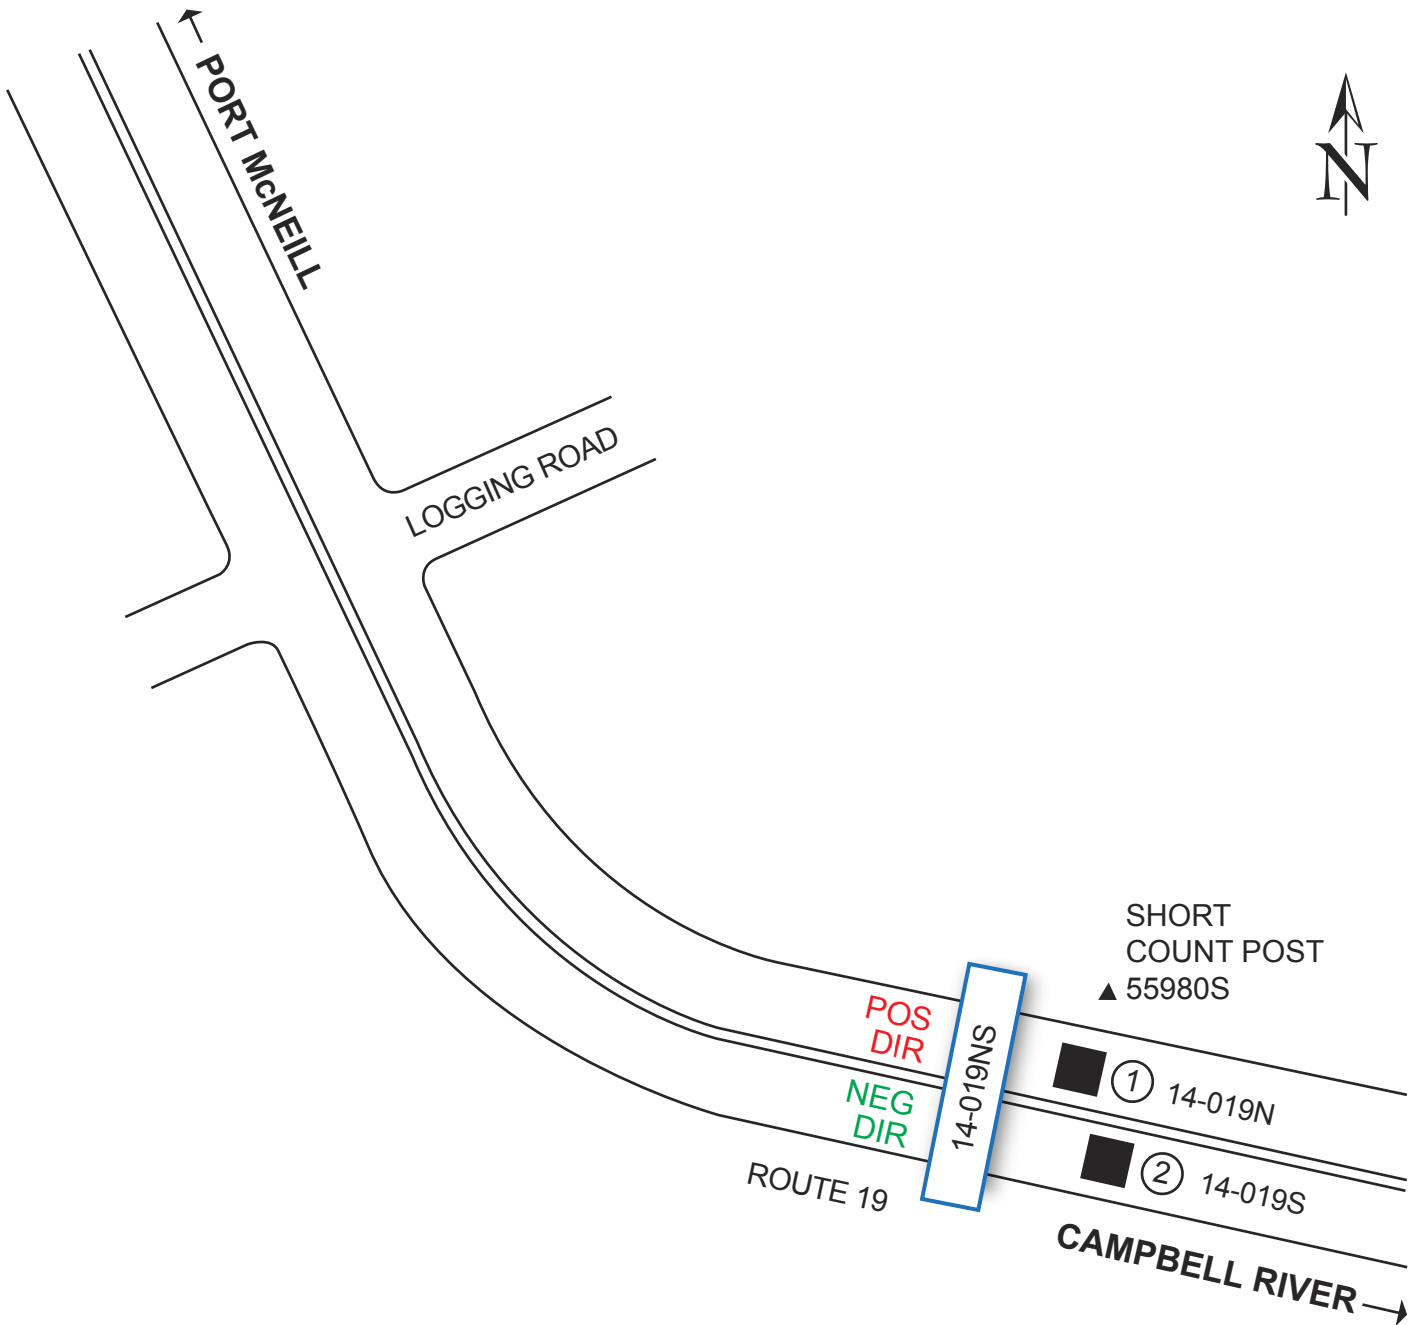 PORT McNEILL
N
LOGGING ROAD
SHORT
COUNT POST
55980S
POS
DIR
NEG
DIR
14-019NS
1 14-019N
2 14-019S
ROUTE 19
CAMPBELL RIVER